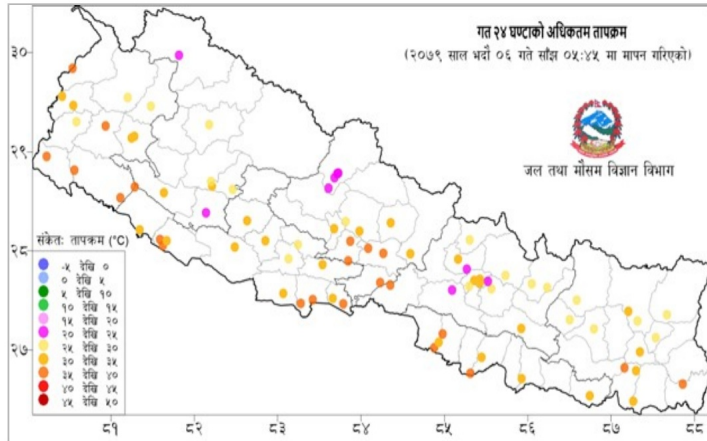 गत २४ घण्टाको अधिकतम तापक्रम
(२०७९ साल भदौ ०६ गते साँझ ०५:४५ मा मापन गरिएको)
जल तथा मौसम विज्ञान विभाग
३०
२९
२८
२७
संकेतः तापक्रम (°C)
-५ देखि ०
० देखि ५
५ देखि १०
१० देखि १५
१५ देखि २०
२० देखि २५
२५ देखि ३०
३० देखि ३५
३५ देखि ४०
४० देखि ४५
४५ देखि ५०
८१ ८२ ८३ ८४ ८५ ८६ ८७ ८८